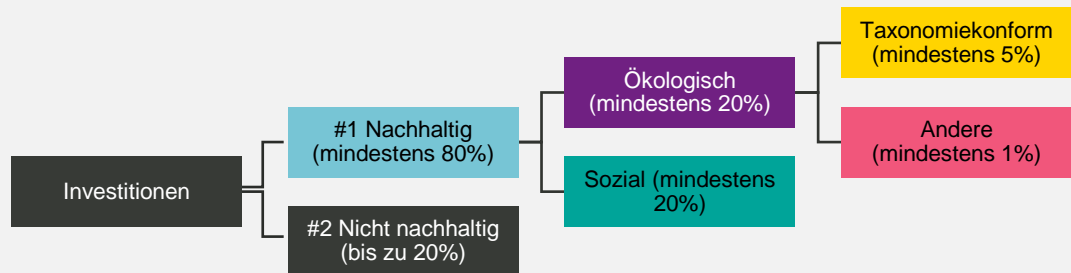 Investitionen
#1 Nachhaltig
(mindestens 80%)
#2 Nicht nachhaltig
(bis zu 20%)
Ökologisch
(mindestens 20%)
Sozial (mindestens
20%)
Taxonomiekonform
(mindestens 5%)
Andere
(mindestens 1%)